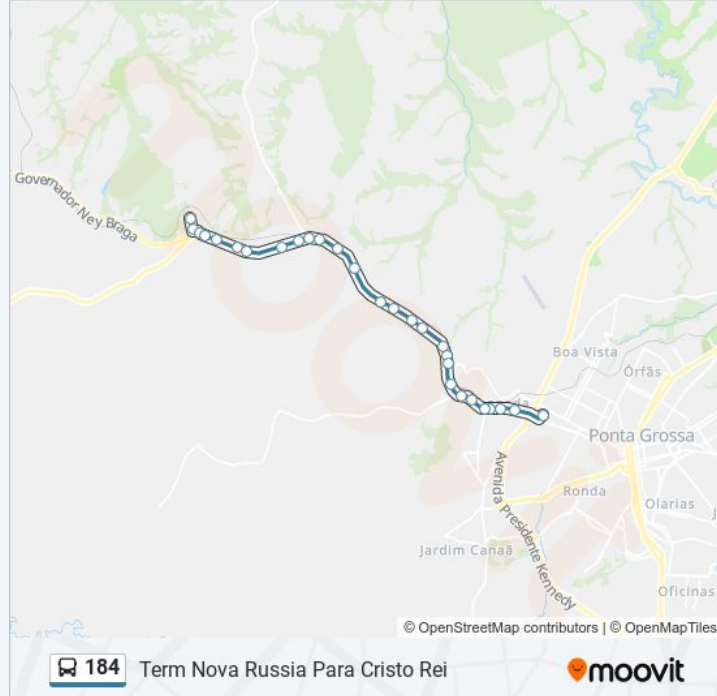 Governador Ney Braga
Boa Vista
Órfãs
Ponta Grossa
Ronda
Olarias
Avenida Presidente Kennedy
Jardim Canaã
Oficinas
© OpenStreetMap contributors | © OpenMapTiles
184 Term Nova Russia Para Cristo Rei
moovit